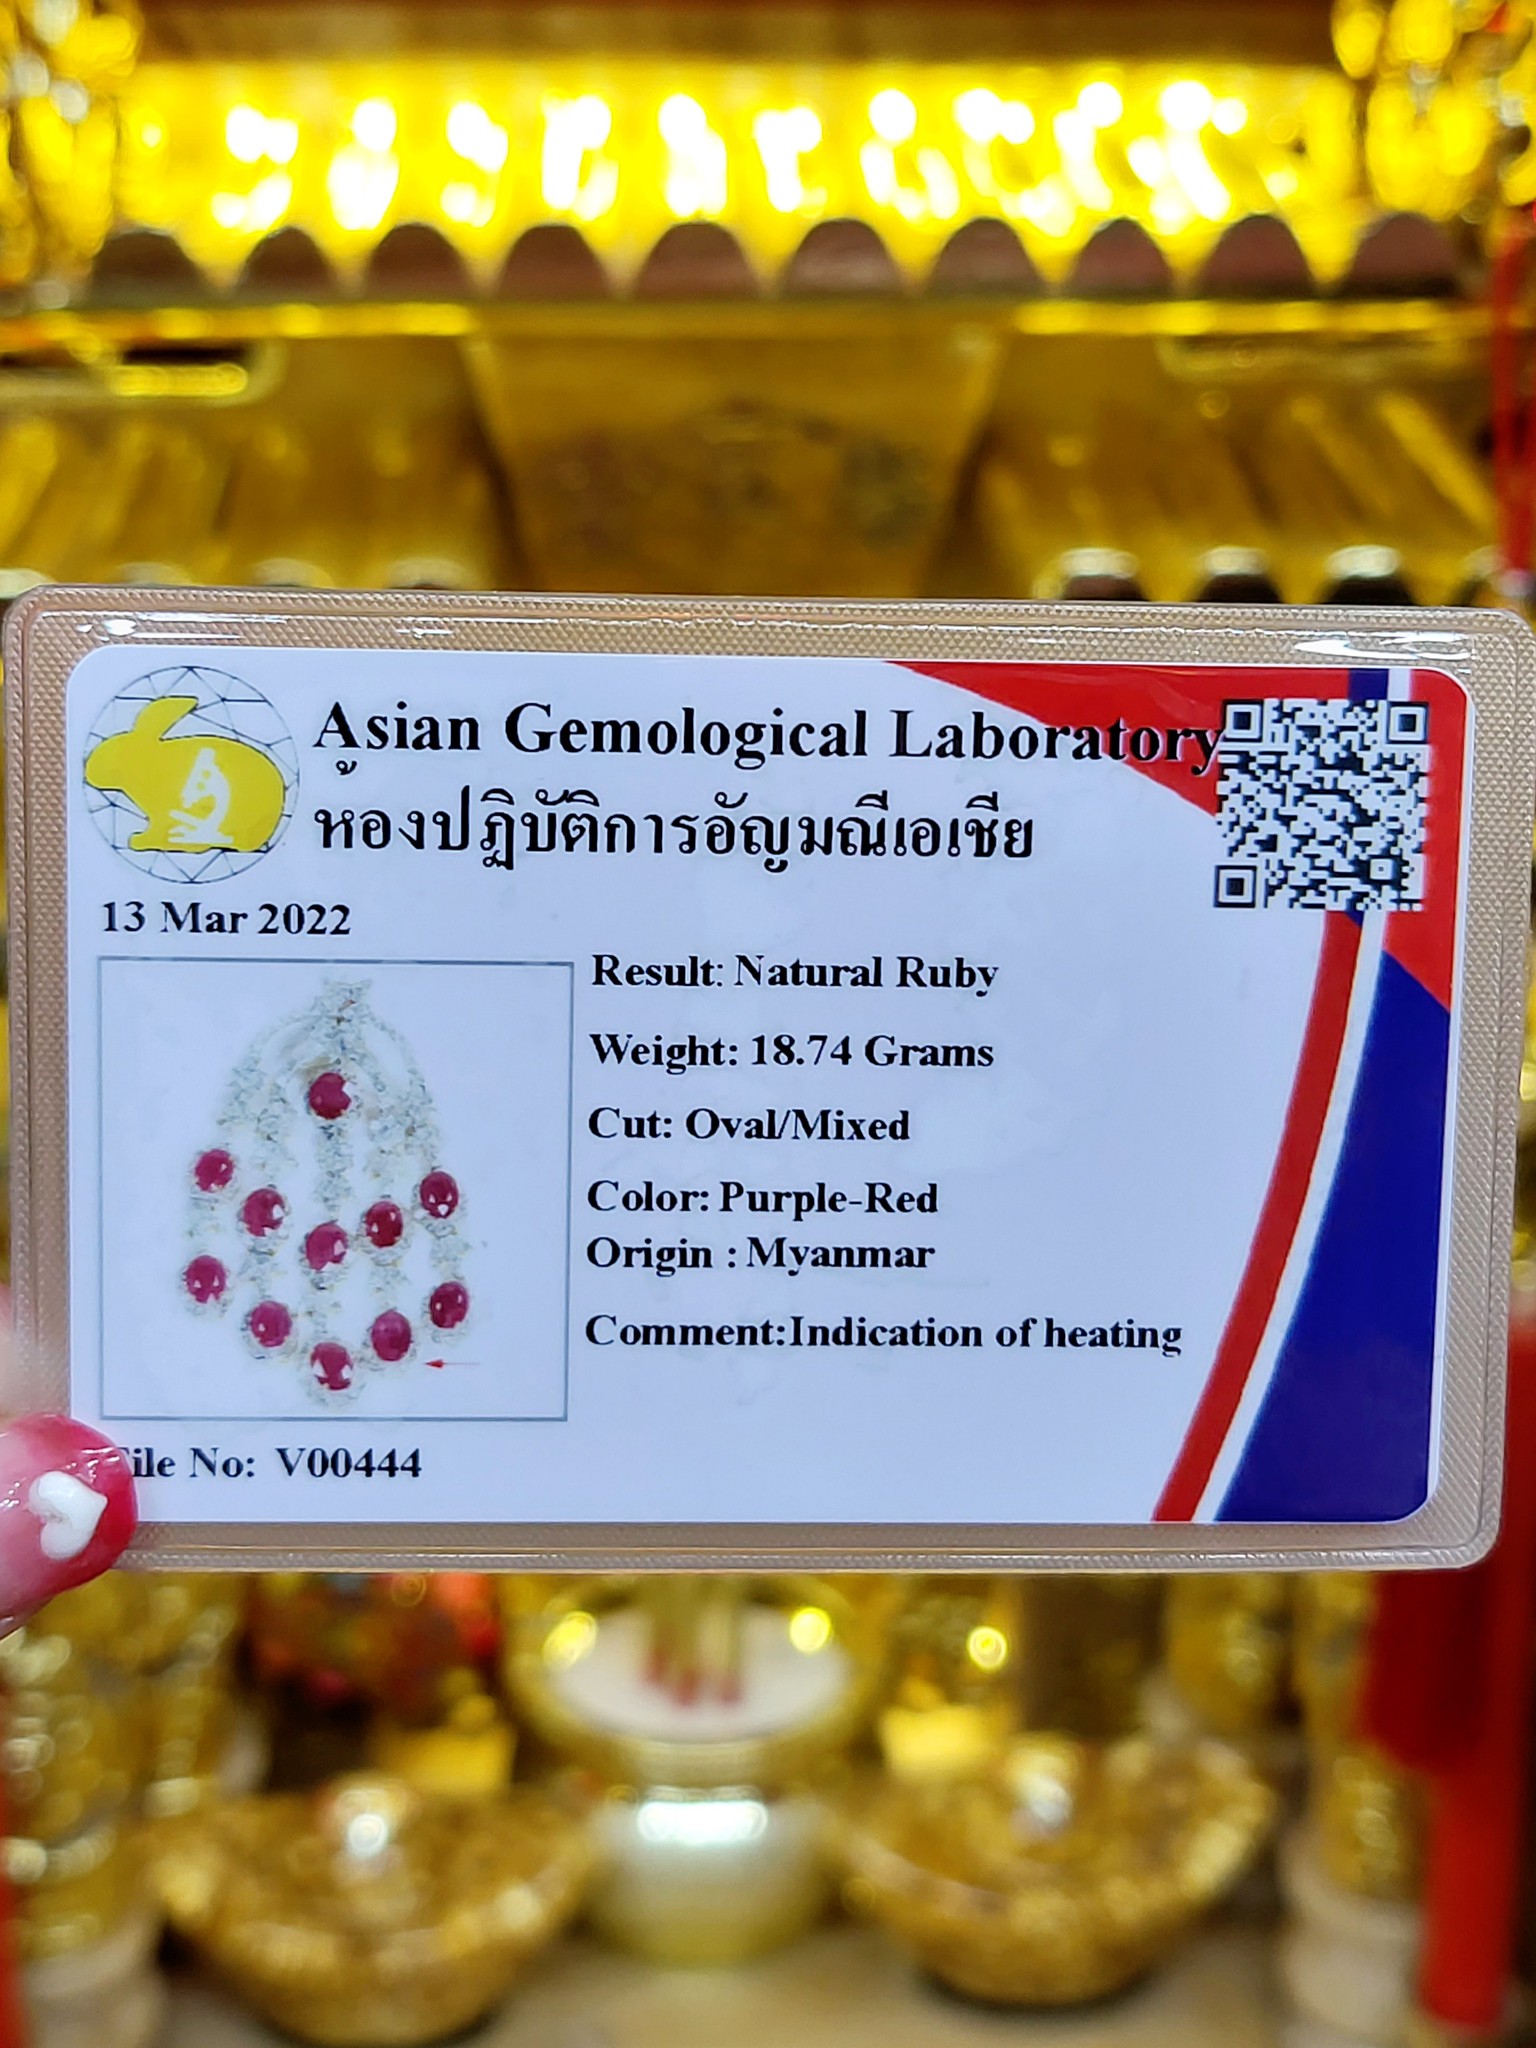 Asian Gemological Laboratory
ห้องปฏิบัติการอัญมณีเอเชีย
13 Mar 2022
Result: Natural Ruby
Weight: 18.74 Grams
Cut: Oval/Mixed
Color: Purple-Red
Origin : Myanmar
Comment:Indication of heating
File No: V00444